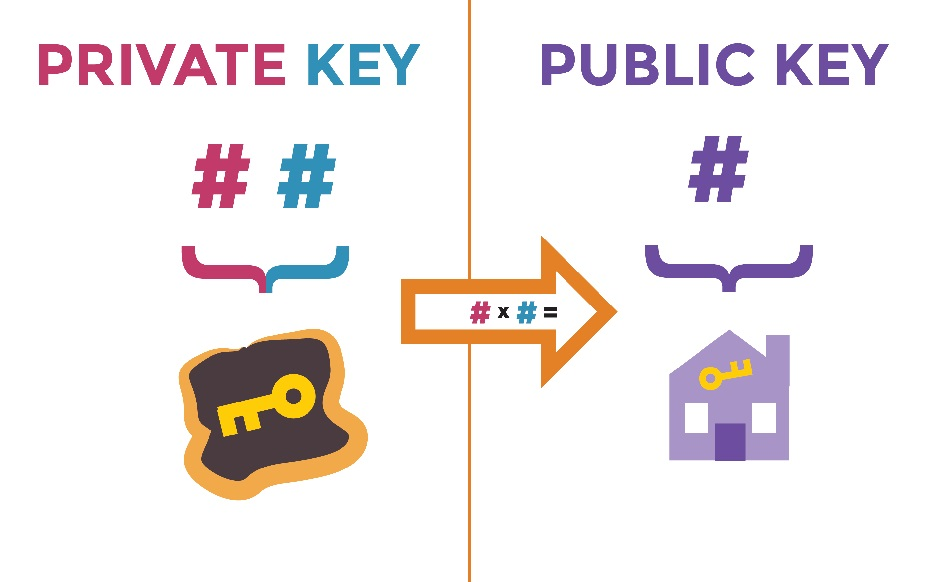 PRIVATE KEY
# #
# x # =
PUBLIC KEY
#